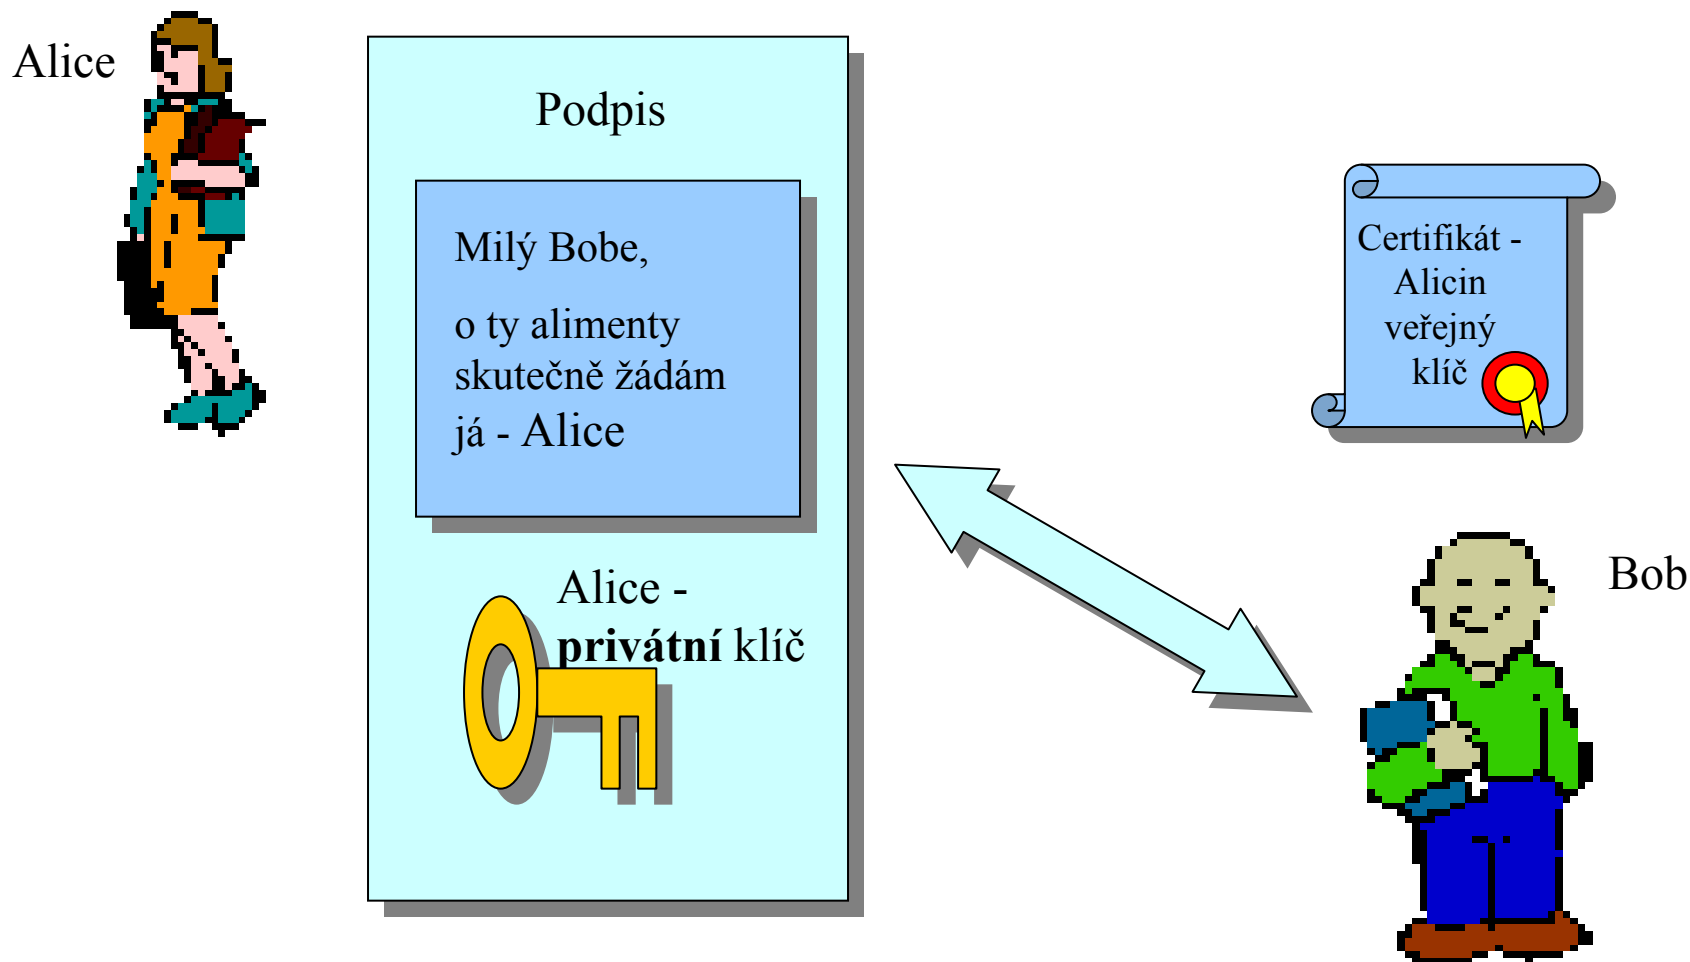 Alice
Podpis
Milý Bobe,
o ty alimenty
skutečně žádám
já - Alice
Alice -
privátní klíč
Certifikát -
Alicin
veřejný
klíč
Bob